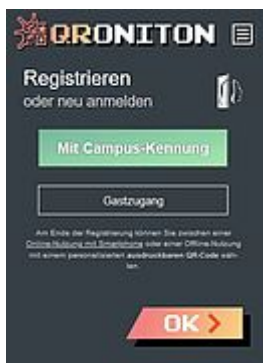 QRONITON
Registrieren
oder neu anmelden
Mit Campus-Kennung
Gastzugang
Am Ende der Registrierung können Sie zwischen einer
Online-Nutzung mit Smartphone oder einer Offline-Nutzung
mit einem personalisierten ausdruckbaren QR-Code wäh-
len.
OK >